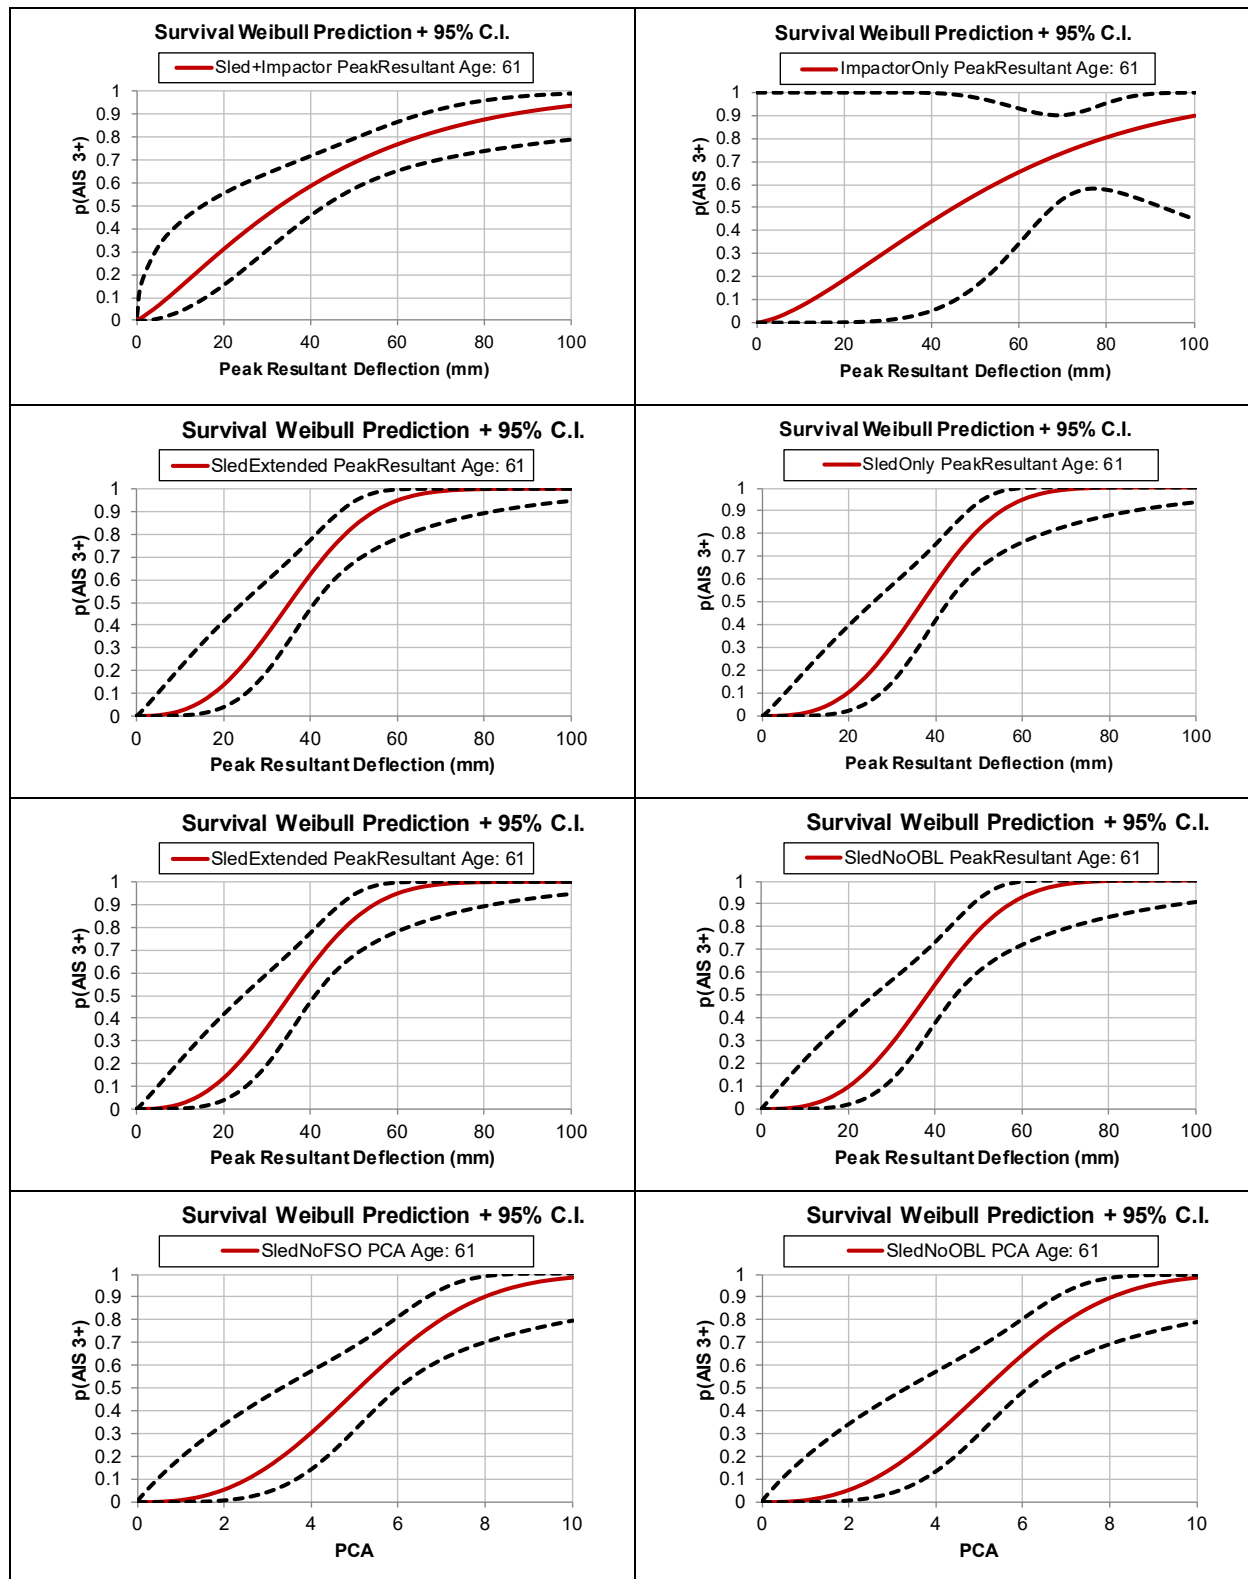 Survival Weibull Prediction + 95% C.I.
Sled+Impactor PeakResultant Age: 61
p(AIS 3+)
1
0.9
0.8
0.7
0.6
0.5
0.4
0.3
0.2
0.1
0
0 20 40 60 80 100
Peak Resultant Deflection (mm)
Survival Weibull Prediction + 95% C.I.
ImpactorOnly PeakResultant Age: 61
p(AIS 3+)
1
0.9
0.8
0.7
0.6
0.5
0.4
0.3
0.2
0.1
0
0 20 40 60 80 100
Peak Resultant Deflection (mm)
Survival Weibull Prediction + 95% C.I.
SledExtended PeakResultant Age: 61
p(AIS 3+)
1
0.9
0.8
0.7
0.6
0.5
0.4
0.3
0.2
0.1
0
0 20 40 60 80 100
Peak Resultant Deflection (mm)
Survival Weibull Prediction + 95% C.I.
SledOnly PeakResultant Age: 61
p(AIS 3+)
1
0.9
0.8
0.7
0.6
0.5
0.4
0.3
0.2
0.1
0
0 20 40 60 80 100
Peak Resultant Deflection (mm)
Survival Weibull Prediction + 95% C.I.
SledExtended PeakResultant Age: 61
p(AIS 3+)
1
0.9
0.8
0.7
0.6
0.5
0.4
0.3
0.2
0.1
0
0 20 40 60 80 100
Peak Resultant Deflection (mm)
Survival Weibull Prediction + 95% C.I.
SledNoOBL PeakResultant Age: 61
p(AIS 3+)
1
0.9
0.8
0.7
0.6
0.5
0.4
0.3
0.2
0.1
0
0 20 40 60 80 100
Peak Resultant Deflection (mm)
Survival Weibull Prediction + 95% C.I.
SledNoFSO PCA Age: 61
p(AIS 3+)
1
0.9
0.8
0.7
0.6
0.5
0.4
0.3
0.2
0.1
0
0 2 4 6 8 10
PCA
Survival Weibull Prediction + 95% C.I.
SledNoOBL PCA Age: 61
p(AIS 3+)
1
0.9
0.8
0.7
0.6
0.5
0.4
0.3
0.2
0.1
0
0 2 4 6 8 10
PCA